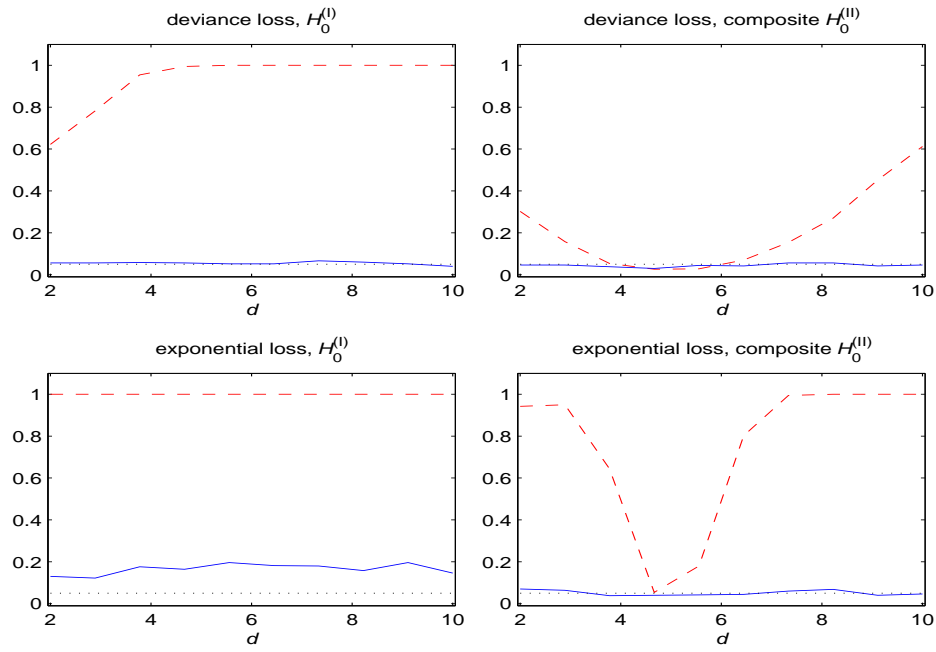 deviance loss, H₀⁽ᴵ⁾
1
0.8
0.6
0.4
0.2
0
2 4 6 8 10
d
deviance loss, composite H₀⁽ᴵᴵ⁾
1
0.8
0.6
0.4
0.2
0
2 4 6 8 10
d
exponential loss, H₀⁽ᴵ⁾
1
0.8
0.6
0.4
0.2
0
2 4 6 8 10
d
exponential loss, composite H₀⁽ᴵᴵ⁾
1
0.8
0.6
0.4
0.2
0
2 4 6 8 10
d